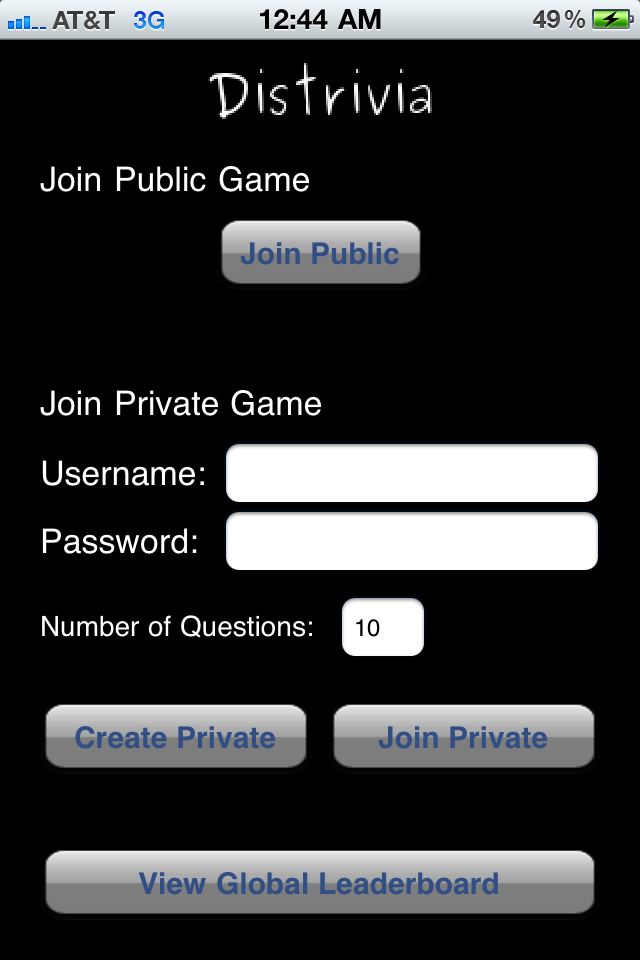 AT&T 3G 12:44 AM 49%
Distrivia
Join Public Game
Join Public
Join Private Game
Username:
Password:
Number of Questions: 10
Create Private Join Private
View Global Leaderboard